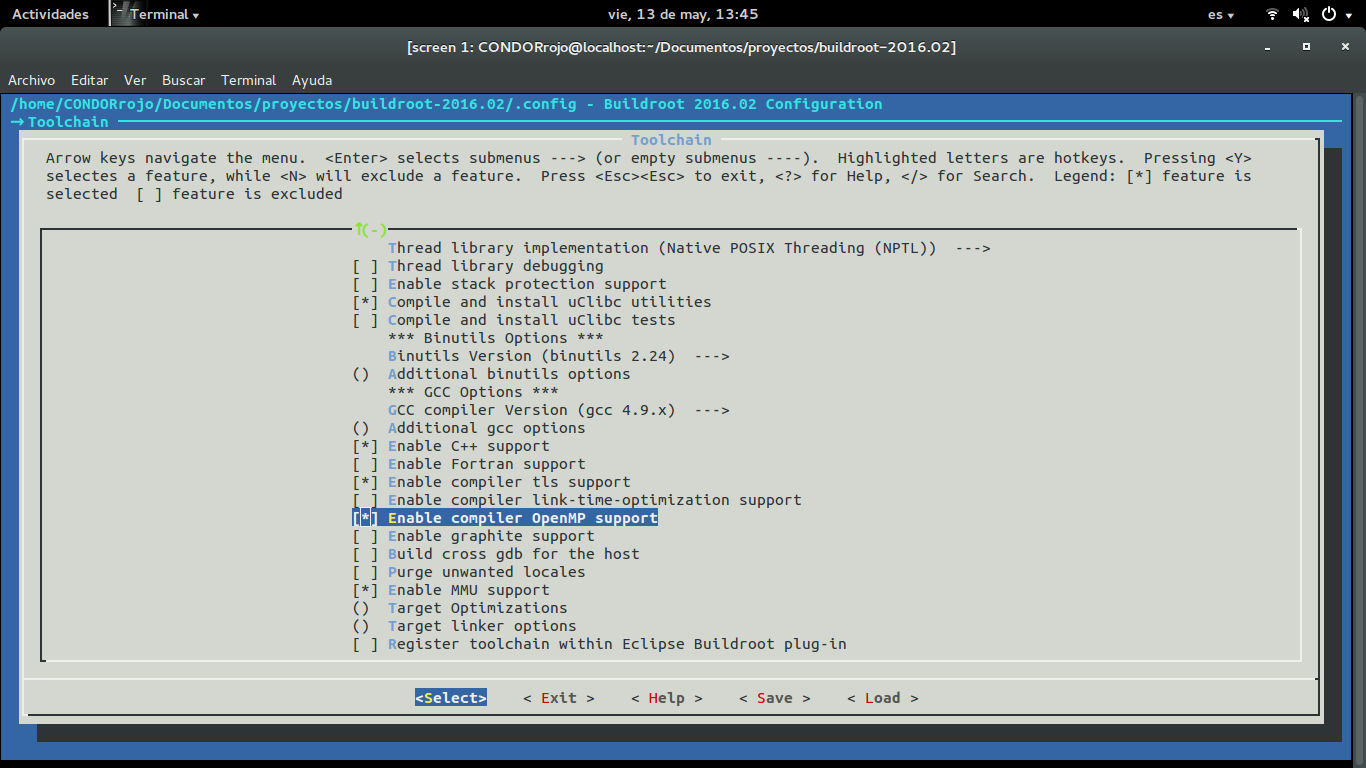 Actividades Terminal vie, 13 de may, 13:45 es
[screen 1: CONDORrojo@localhost:~/Documentos/proyectos/buildroot-2016.02]
Archivo Editar Ver Buscar Terminal Ayuda
/home/CONDORrojo/Documentos/proyectos/buildroot-2016.02/.config - Buildroot 2016.02 Configuration
→ Toolchain
Toolchain
Arrow keys navigate the menu.  <Enter> selects submenus ---> (or empty submenus ----).  Highlighted letters are hotkeys.  Pressing <Y>
selectes a feature, while <N> will exclude a feature.  Press <Esc><Esc> to exit, <?> for Help, </> for Search.  Legend: [*] feature is
selected  [ ] feature is excluded
↑(-)
Thread library implementation (Native POSIX Threading (NPTL))  --->
[ ] Thread library debugging
[ ] Enable stack protection support
[*] Compile and install uClibc utilities
[ ] Compile and install uClibc tests
*** Binutils Options ***
Binutils Version (binutils 2.24)  --->
()  Additional binutils options
*** GCC Options ***
GCC compiler Version (gcc 4.9.x)  --->
()  Additional gcc options
[*] Enable C++ support
[ ] Enable Fortran support
[*] Enable compiler tls support
[ ] Enable compiler link-time-optimization support
[*] Enable compiler OpenMP support
[ ] Enable graphite support
[ ] Build cross gdb for the host
[ ] Purge unwanted locales
[*] Enable MMU support
()  Target Optimizations
()  Target linker options
[ ] Register toolchain within Eclipse Buildroot plug-in
<Select>    < Exit >    < Help >    < Save >    < Load >